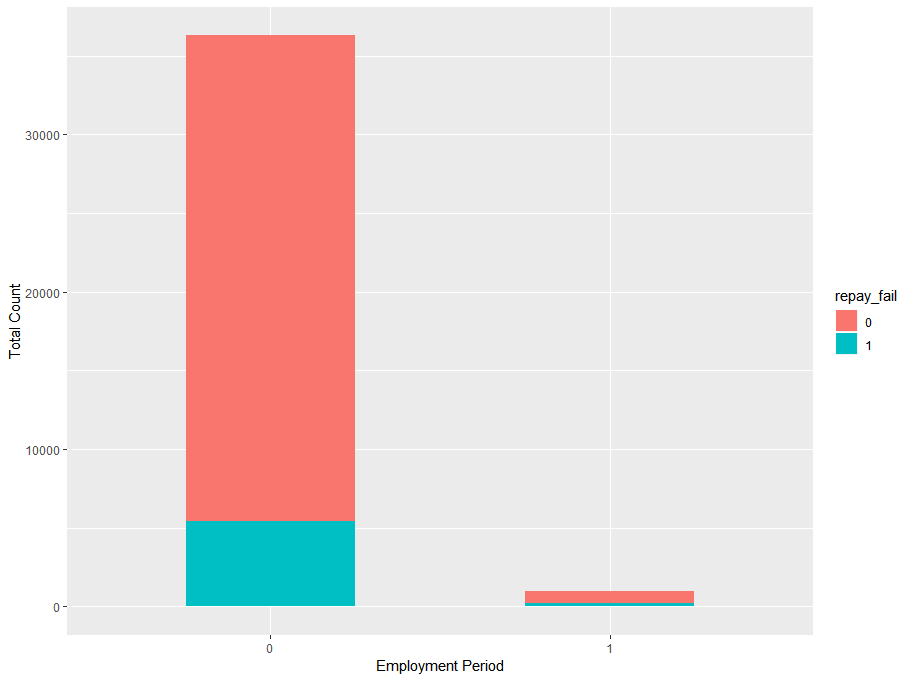 Total Count
30000
20000
10000
0
0
1
Employment Period
repay_fail
0
1